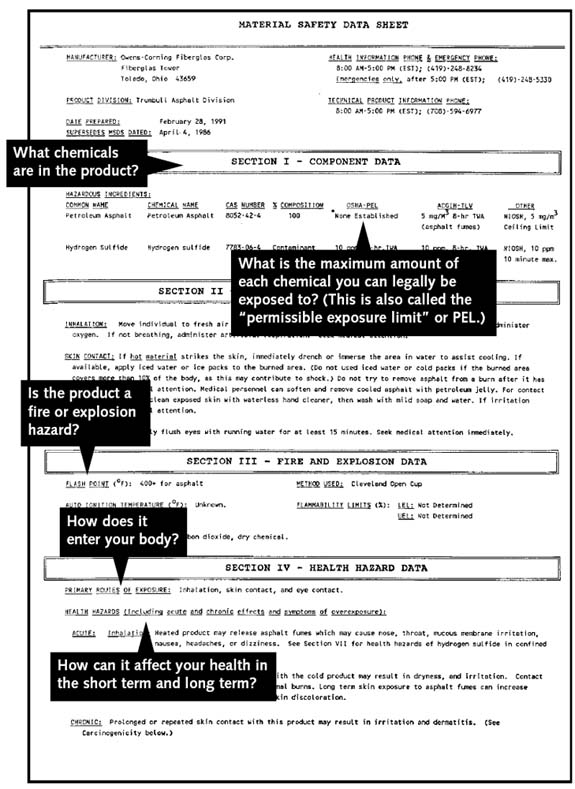 MATERIAL SAFETY DATA SHEET
MANUFACTURER: Owens-Corning Fiberglas Corp.
Fiberglas Tower
Toledo, Ohio 43659
HEALTH INFORMATION PHONE & EMERGENCY PHONE:
8:00 AM-5:00 PM (EST); (419)-248-8234
Emergencies only, after 5:00 PM (EST); (419)-248-5330
PRODUCT DIVISION: Trumbull Asphalt Division
TECHNICAL PRODUCT INFORMATION PHONE:
8:00 AM-5:00 PM (EST); (708)-594-6977
DATE PREPARED: February 28, 1991
SUPERSEDES MSDS DATED: April 4, 1986
What chemicals
are in the product?
SECTION I - COMPONENT DATA
HAZARDOUS INGREDIENTS:
COMMON NAME CHEMICAL NAME CAS NUMBER % COMPOSITION OSHA-PEL ACGIH-TLV OTHER
Petroleum Asphalt Petroleum Asphalt 8052-42-4 100 None Established 5 mg/M3 8-hr TWA NIOSH, 5 mg/m3
(asphalt fumes) Ceiling Limit
Hydrogen Sulfide Hydrogen sulfide 7783-06-4 Contaminant 10 ppm 8-hr. TWA 10 ppm, 8-hr. TWA NIOSH, 10 ppm
10 minute max.
What is the maximum amount of
each chemical you can legally be
exposed to? (This is also called the
“permissible exposure limit” or PEL.)
SECTION II
INHALATION: Move individual to fresh air
oxygen. If not breathing, administer
SKIN CONTACT: If hot material strikes the skin, immediately drench or immerse the area in water to assist cooling. If
available, apply iced water or ice packs to the burned area. (Do not used iced water or cold packs if the burned area
covers more than 10% of the body, as this may contribute to shock.) Do not try to remove asphalt from a burn after it has
attention. Medical personnel can soften and remove cooled asphalt with petroleum jelly. For contact
clean exposed skin with waterless hand cleaner, then wash with mild soap and water. If irritation
attention.
Is the product a
fire or explosion
hazard?
flush eyes with running water for at least 15 minutes. Seek medical attention immediately.
SECTION III - FIRE AND EXPLOSION DATA
FLASH POINT (°F): 400+ for asphalt METHOD USED: Cleveland Open Cup
AUTO IGNITION TEMPERATURE (°F): Unknown. FLAMMABILITY LIMITS (%): LEL: Not Determined
UEL: Not Determined
How does it
enter your body?
dioxide, dry chemical.
SECTION IV - HEALTH HAZARD DATA
PRIMARY ROUTES OF EXPOSURE: Inhalation, skin contact, and eye contact.
HEALTH HAZARDS (including acute and chronic effects and symptoms of overexposure):
ACUTE: Inhalation: Heated product may release asphalt fumes which may cause nose, throat, mucous membrane irritation,
nausea, headaches, or dizziness. See Section VII for health hazards of hydrogen sulfide in confined
How can it affect your health in
the short term and long term?
with the cold product may result in dryness, and irritation. Contact
burns. Long term skin exposure to asphalt fumes can increase
skin discoloration.
CHRONIC: Prolonged or repeated skin contact with this product may result in irritation and dermatitis. (See
Carcinogenicity below.)